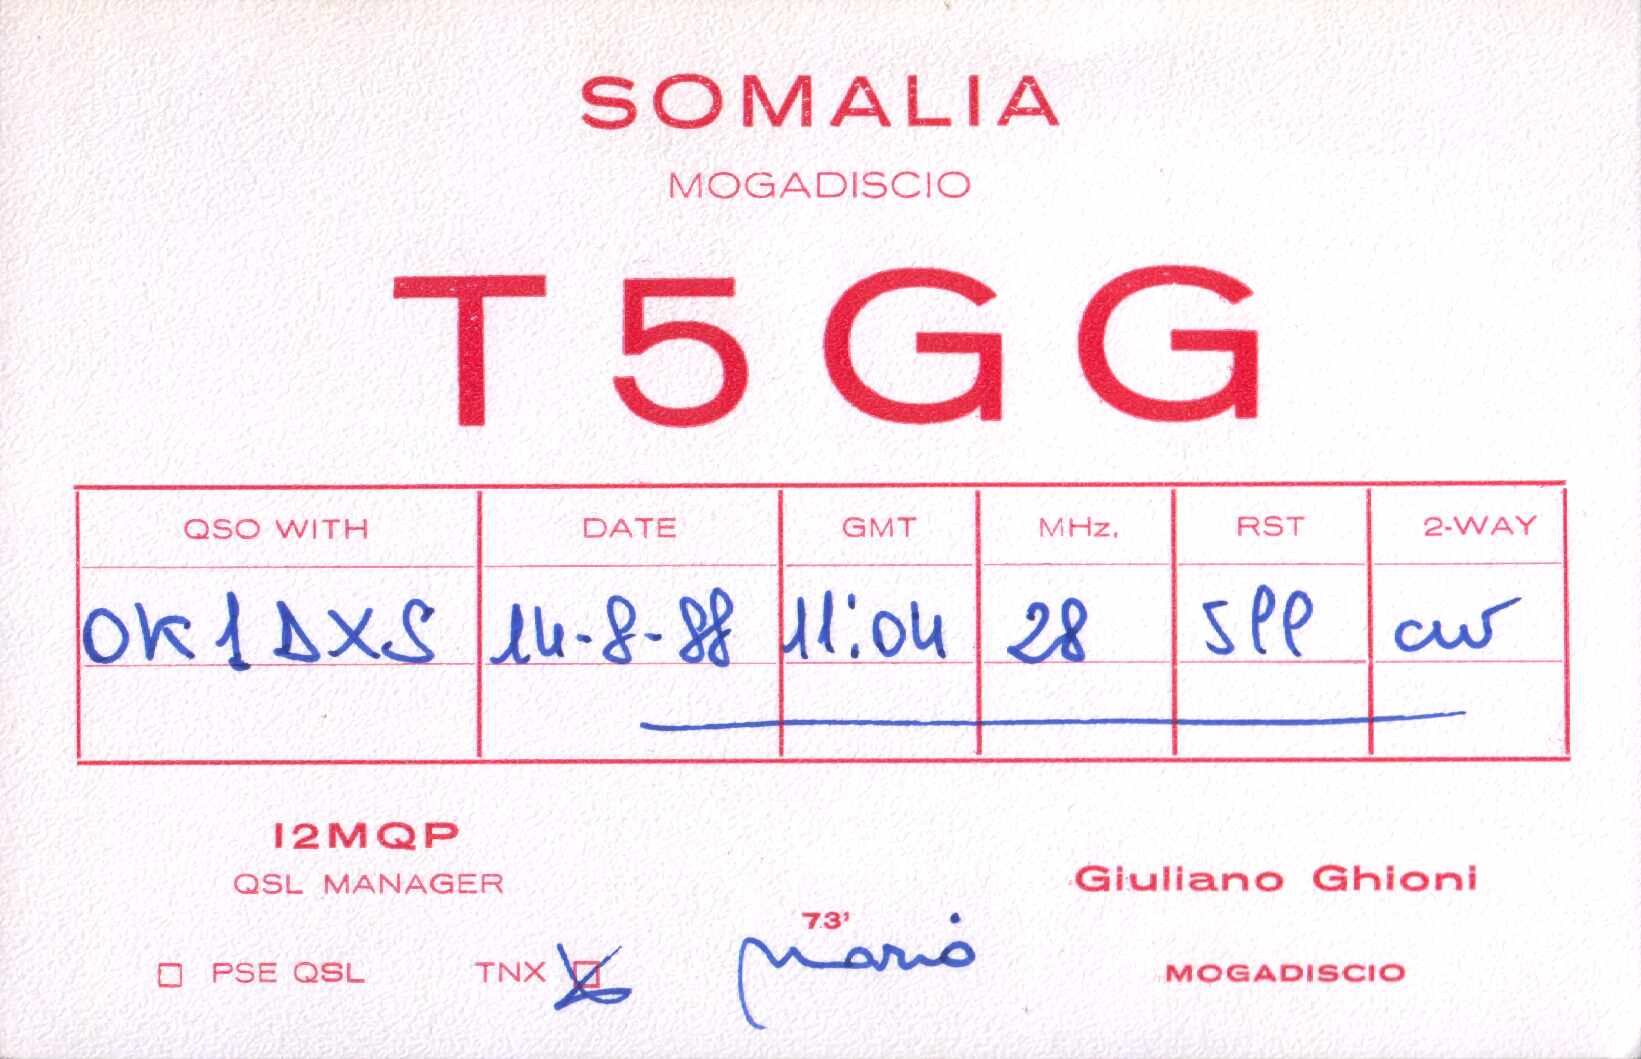 SOMALIA
MOGADISCIO
T5GG
QSO WITH DATE GMT MHz. RST 2-WAY
OK1DXS 14-8-88 11:04 28 599 cw
I2MQP
QSL MANAGER
Giuliano Ghioni
73'
Mario
PSE QSL TNX
MOGADISCIO